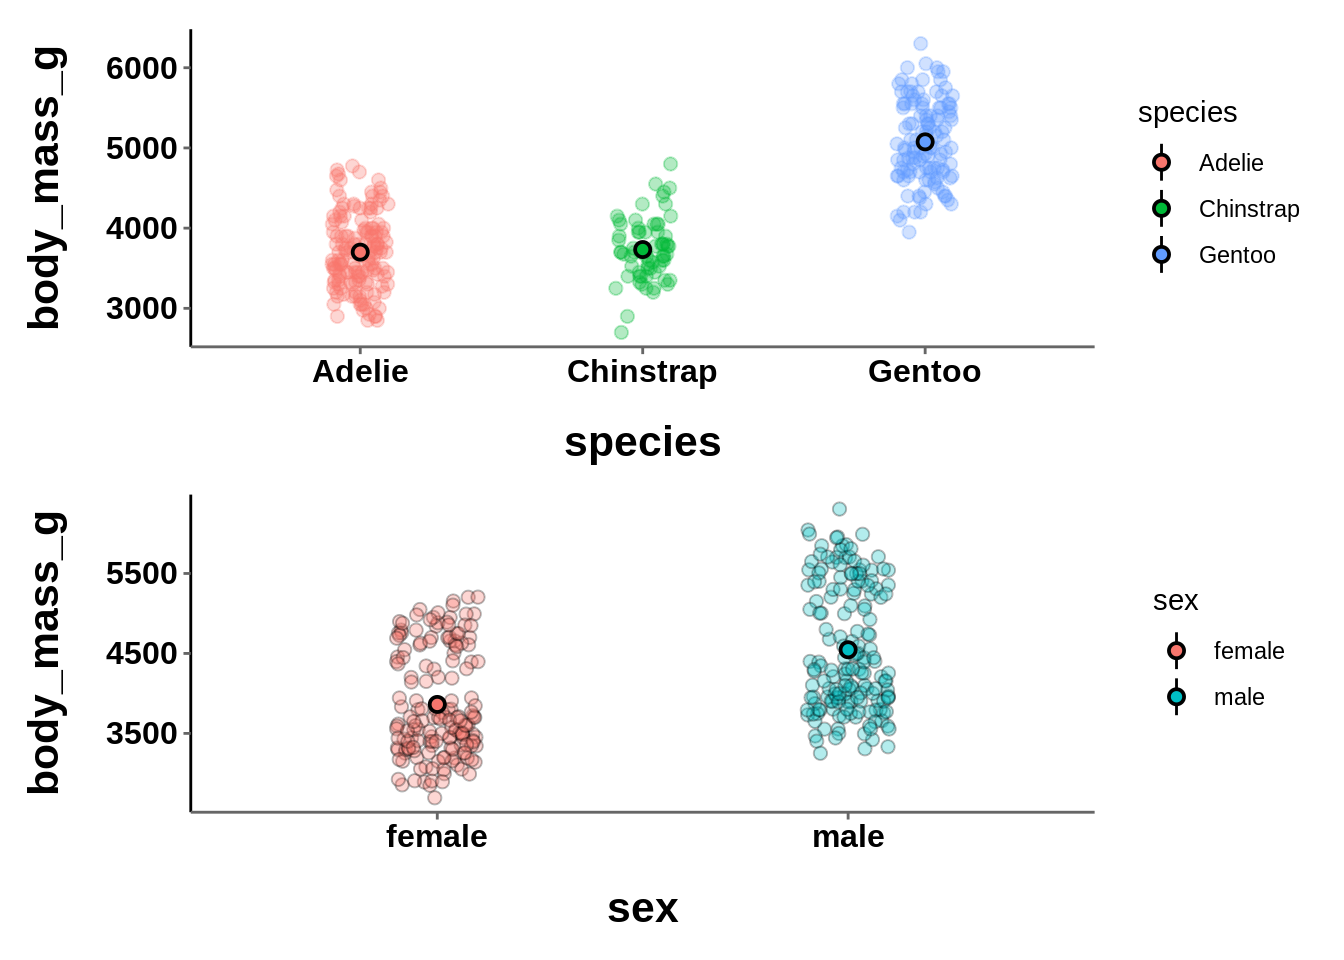 body_mass_g
6000
5000
4000
3000
Adelie
Chinstrap
Gentoo
species
species
Adelie
Chinstrap
Gentoo
body_mass_g
5500
4500
3500
female
male
sex
sex
female
male